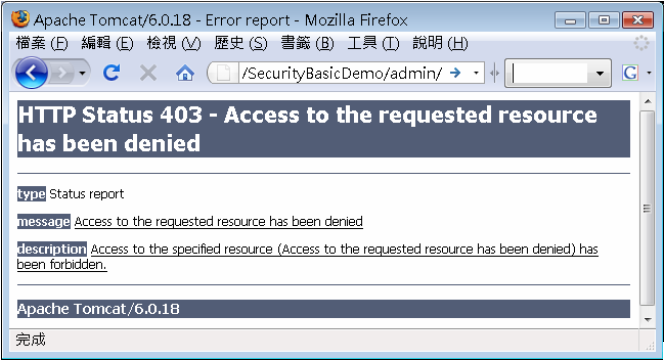 Apache Tomcat/6.0.18 - Error report - Mozilla Firefox
檔案 (F) 編輯 (E) 檢視 (V) 歷史 (S) 書籤 (B) 工具 (T) 說明 (H)
/SecurityBasicDemo/admin/
G
HTTP Status 403 - Access to the requested resource
has been denied
type Status report
message Access to the requested resource has been denied
description Access to the specified resource (Access to the requested resource has been denied) has
been forbidden.
Apache Tomcat/6.0.18
完成